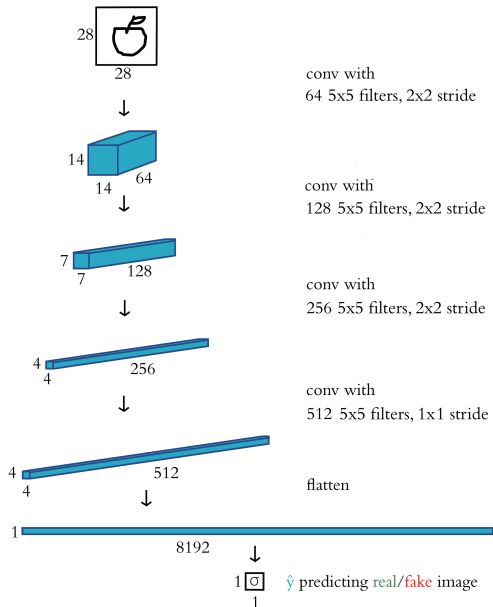 28
28
conv with
64 5x5 filters, 2x2 stride
14
14
64
conv with
128 5x5 filters, 2x2 stride
7
7
128
conv with
256 5x5 filters, 2x2 stride
4
4
256
conv with
512 5x5 filters, 1x1 stride
4
4
512
flatten
1
8192
1 σ ŷ predicting real/fake image
1